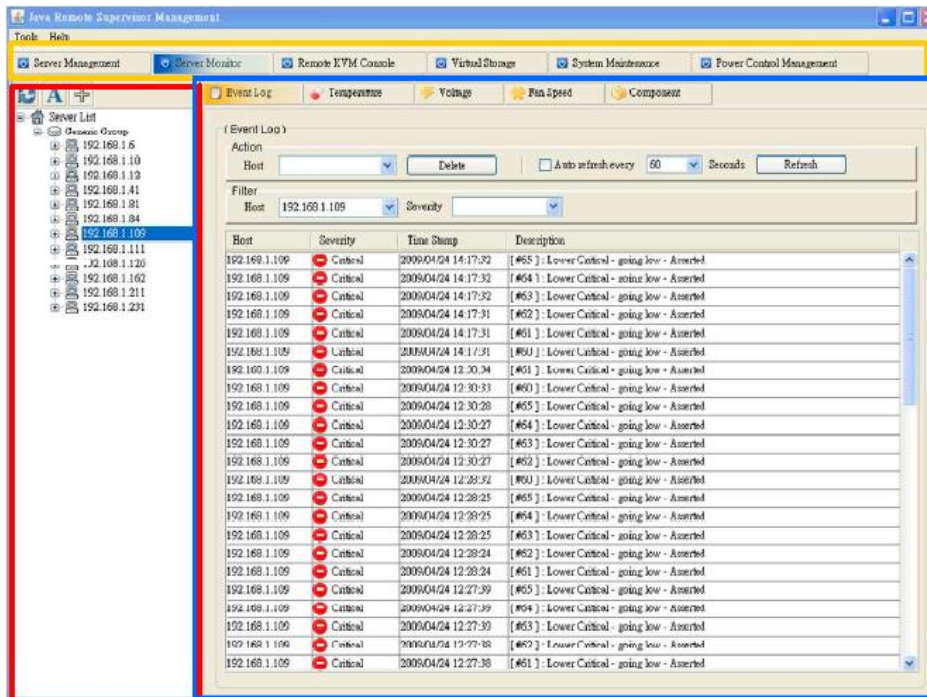 Java Remote Supervisor Management
Tools Help
Server Management Server Monitor Remote KVM Console Virtual Storage System Maintenance Power Control Management
A
Event Log Temperature Voltage Fan Speed Component
Server List
Generic Group
192.168.1.6
192.168.1.10
192.168.1.12
192.168.1.41
192.168.1.81
192.168.1.84
192.168.1.109
192.168.1.111
192.168.1.120
192.168.1.162
192.168.1.211
192.168.1.231
( Event Log )
Action
Host Delete Auto refresh every 60 Seconds Refresh
Filter
Host 192.168.1.109 Severity
Host Severity Time Stamp Description
192.168.1.109 Critical 2009/04/24 14:17:32 [ #65 ] : Lower Critical - going low - Asserted
192.168.1.109 Critical 2009/04/24 14:17:32 [ #64 ] : Lower Critical - going low - Asserted
192.168.1.109 Critical 2009/04/24 14:17:32 [ #63 ] : Lower Critical - going low - Asserted
192.168.1.109 Critical 2009/04/24 14:17:31 [ #62 ] : Lower Critical - going low - Asserted
192.168.1.109 Critical 2009/04/24 14:17:31 [ #61 ] : Lower Critical - going low - Asserted
192.168.1.109 Critical 2009/04/24 14:17:31 [ #60 ] : Lower Critical - going low - Asserted
192.168.1.109 Critical 2009/04/24 12:30:34 [ #61 ] : Lower Critical - going low - Asserted
192.168.1.109 Critical 2009/04/24 12:30:33 [ #60 ] : Lower Critical - going low - Asserted
192.168.1.109 Critical 2009/04/24 12:30:28 [ #65 ] : Lower Critical - going low - Asserted
192.168.1.109 Critical 2009/04/24 12:30:27 [ #64 ] : Lower Critical - going low - Asserted
192.168.1.109 Critical 2009/04/24 12:30:27 [ #63 ] : Lower Critical - going low - Asserted
192.168.1.109 Critical 2009/04/24 12:30:27 [ #62 ] : Lower Critical - going low - Asserted
192.168.1.109 Critical 2009/04/24 12:28:32 [ #60 ] : Lower Critical - going low - Asserted
192.168.1.109 Critical 2009/04/24 12:28:25 [ #65 ] : Lower Critical - going low - Asserted
192.168.1.109 Critical 2009/04/24 12:28:25 [ #64 ] : Lower Critical - going low - Asserted
192.168.1.109 Critical 2009/04/24 12:28:25 [ #63 ] : Lower Critical - going low - Asserted
192.168.1.109 Critical 2009/04/24 12:28:24 [ #62 ] : Lower Critical - going low - Asserted
192.168.1.109 Critical 2009/04/24 12:28:24 [ #61 ] : Lower Critical - going low - Asserted
192.168.1.109 Critical 2009/04/24 12:27:39 [ #65 ] : Lower Critical - going low - Asserted
192.168.1.109 Critical 2009/04/24 12:27:39 [ #64 ] : Lower Critical - going low - Asserted
192.168.1.109 Critical 2009/04/24 12:27:39 [ #63 ] : Lower Critical - going low - Asserted
192.168.1.109 Critical 2009/04/24 12:27:38 [ #62 ] : Lower Critical - going low - Asserted
192.168.1.109 Critical 2009/04/24 12:27:38 [ #61 ] : Lower Critical - going low - Asserted